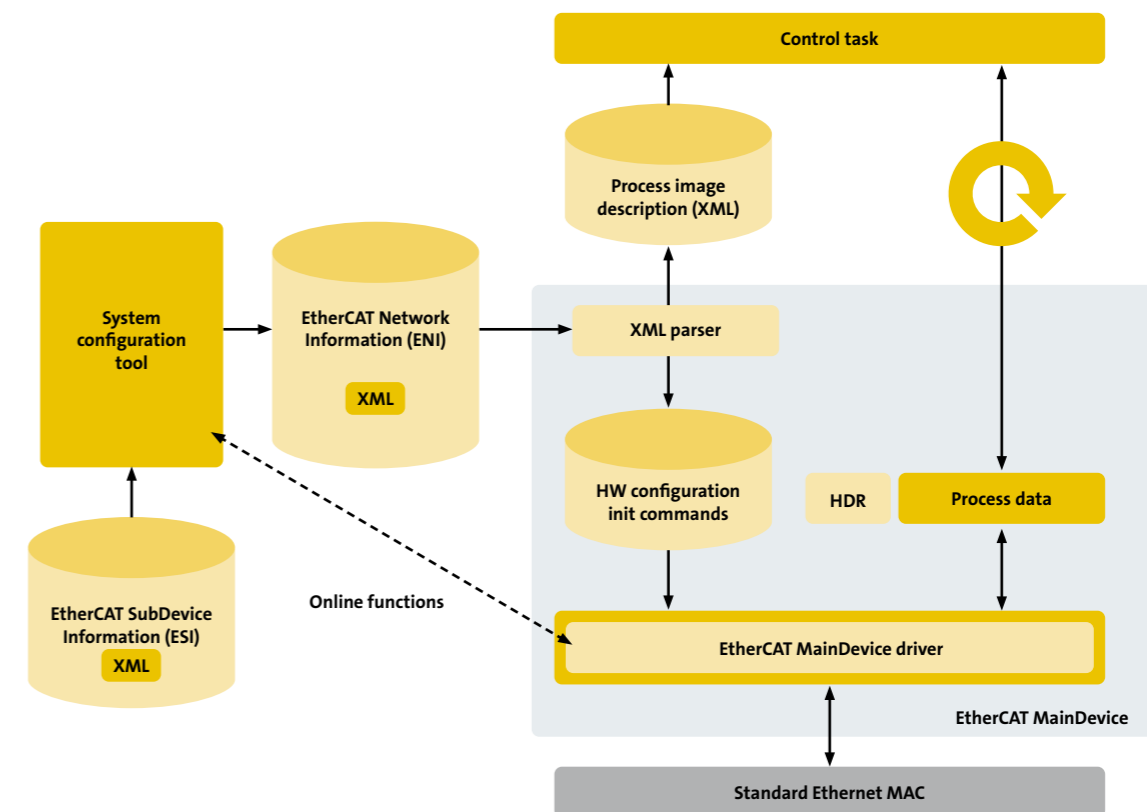 Control task
Process image
description (XML)
System
configuration
tool
EtherCAT Network
Information (ENI)
XML
XML parser
HW configuration
init commands
HDR
Process data
EtherCAT SubDevice
Information (ESI)
XML
Online functions
EtherCAT MainDevice driver
EtherCAT MainDevice
Standard Ethernet MAC